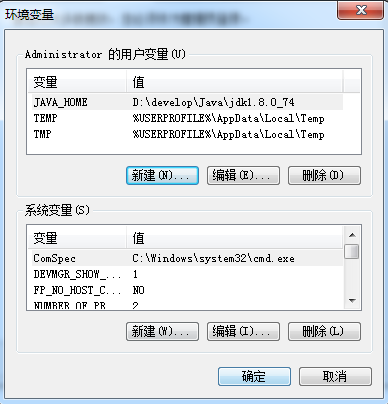 环境变量
Administrator 的用户变量(U)
变量 值
JAVA_HOME D:\develop\Java\jdk1.8.0_74
TEMP %USERPROFILE%\AppData\Local\Temp
TMP %USERPROFILE%\AppData\Local\Temp
新建(N)... 编辑(E)... 删除(D)
系统变量(S)
变量 值
ComSpec C:\Windows\system32\cmd.exe
DEVMGR_SHOW_... 1
FP_NO_HOST_C... NO
NUMBER_OF_PR... 2
新建(W)... 编辑(I)... 删除(L)
确定 取消